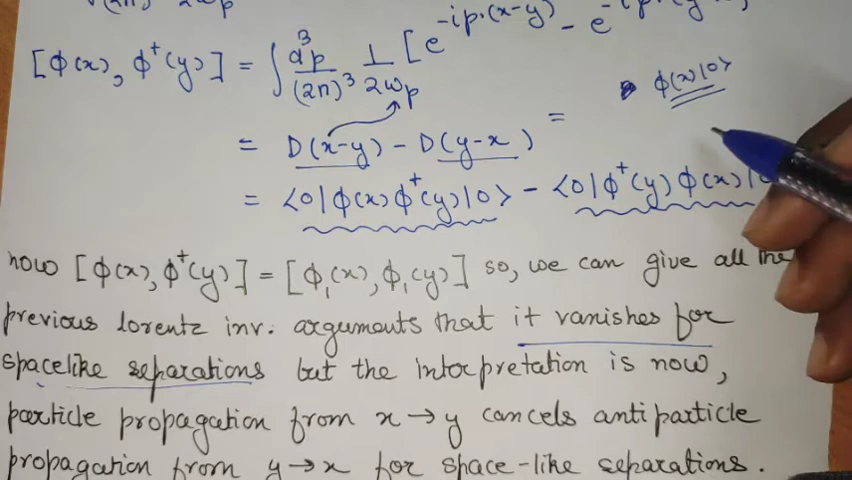 [φ(x), φ⁺(y)] = ∫ d³p/(2π)³ 1/2ωₚ [e^{-ip·(x-y)} - e
φ(x)|0>
= D(x-y) - D(y-x) =
= <0|φ(x)φ⁺(y)|0> - <0|φ⁺(y)φ(x)|
now [φ(x), φ⁺(y)] = [φ₁(x), φ₁(y)] so, we can give all the
previous lorentz inv. arguments that it vanishes for
spacelike separations but the interpretation is now,
particle propagation from x→y cancels antiparticle
propagation from y→x for space-like separations.